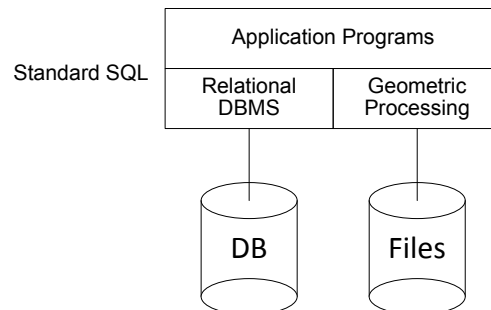 Application Programs
Standard SQL
Relational
DBMS
Geometric
Processing
DB
Files